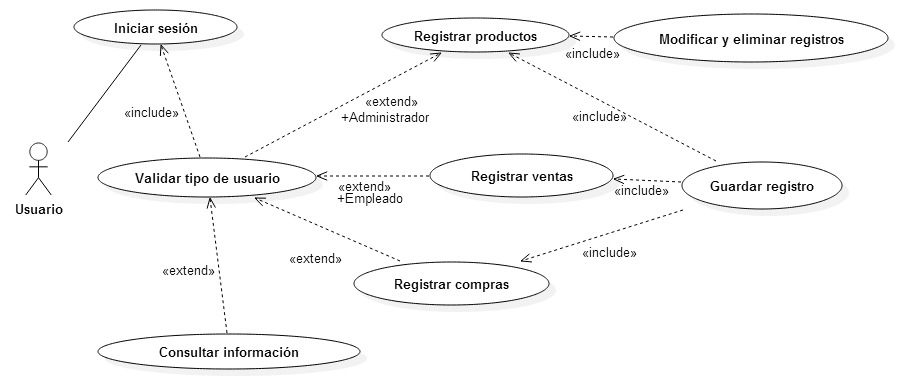 Iniciar sesión
Registrar productos
Modificar y eliminar registros
«include»
«extend»
+Administrador
«include»
«include»
Usuario
Validar tipo de usuario
«extend»
+Empleado
Registrar ventas
«include»
Guardar registro
«extend»
«extend»
Registrar compras
«include»
Consultar información